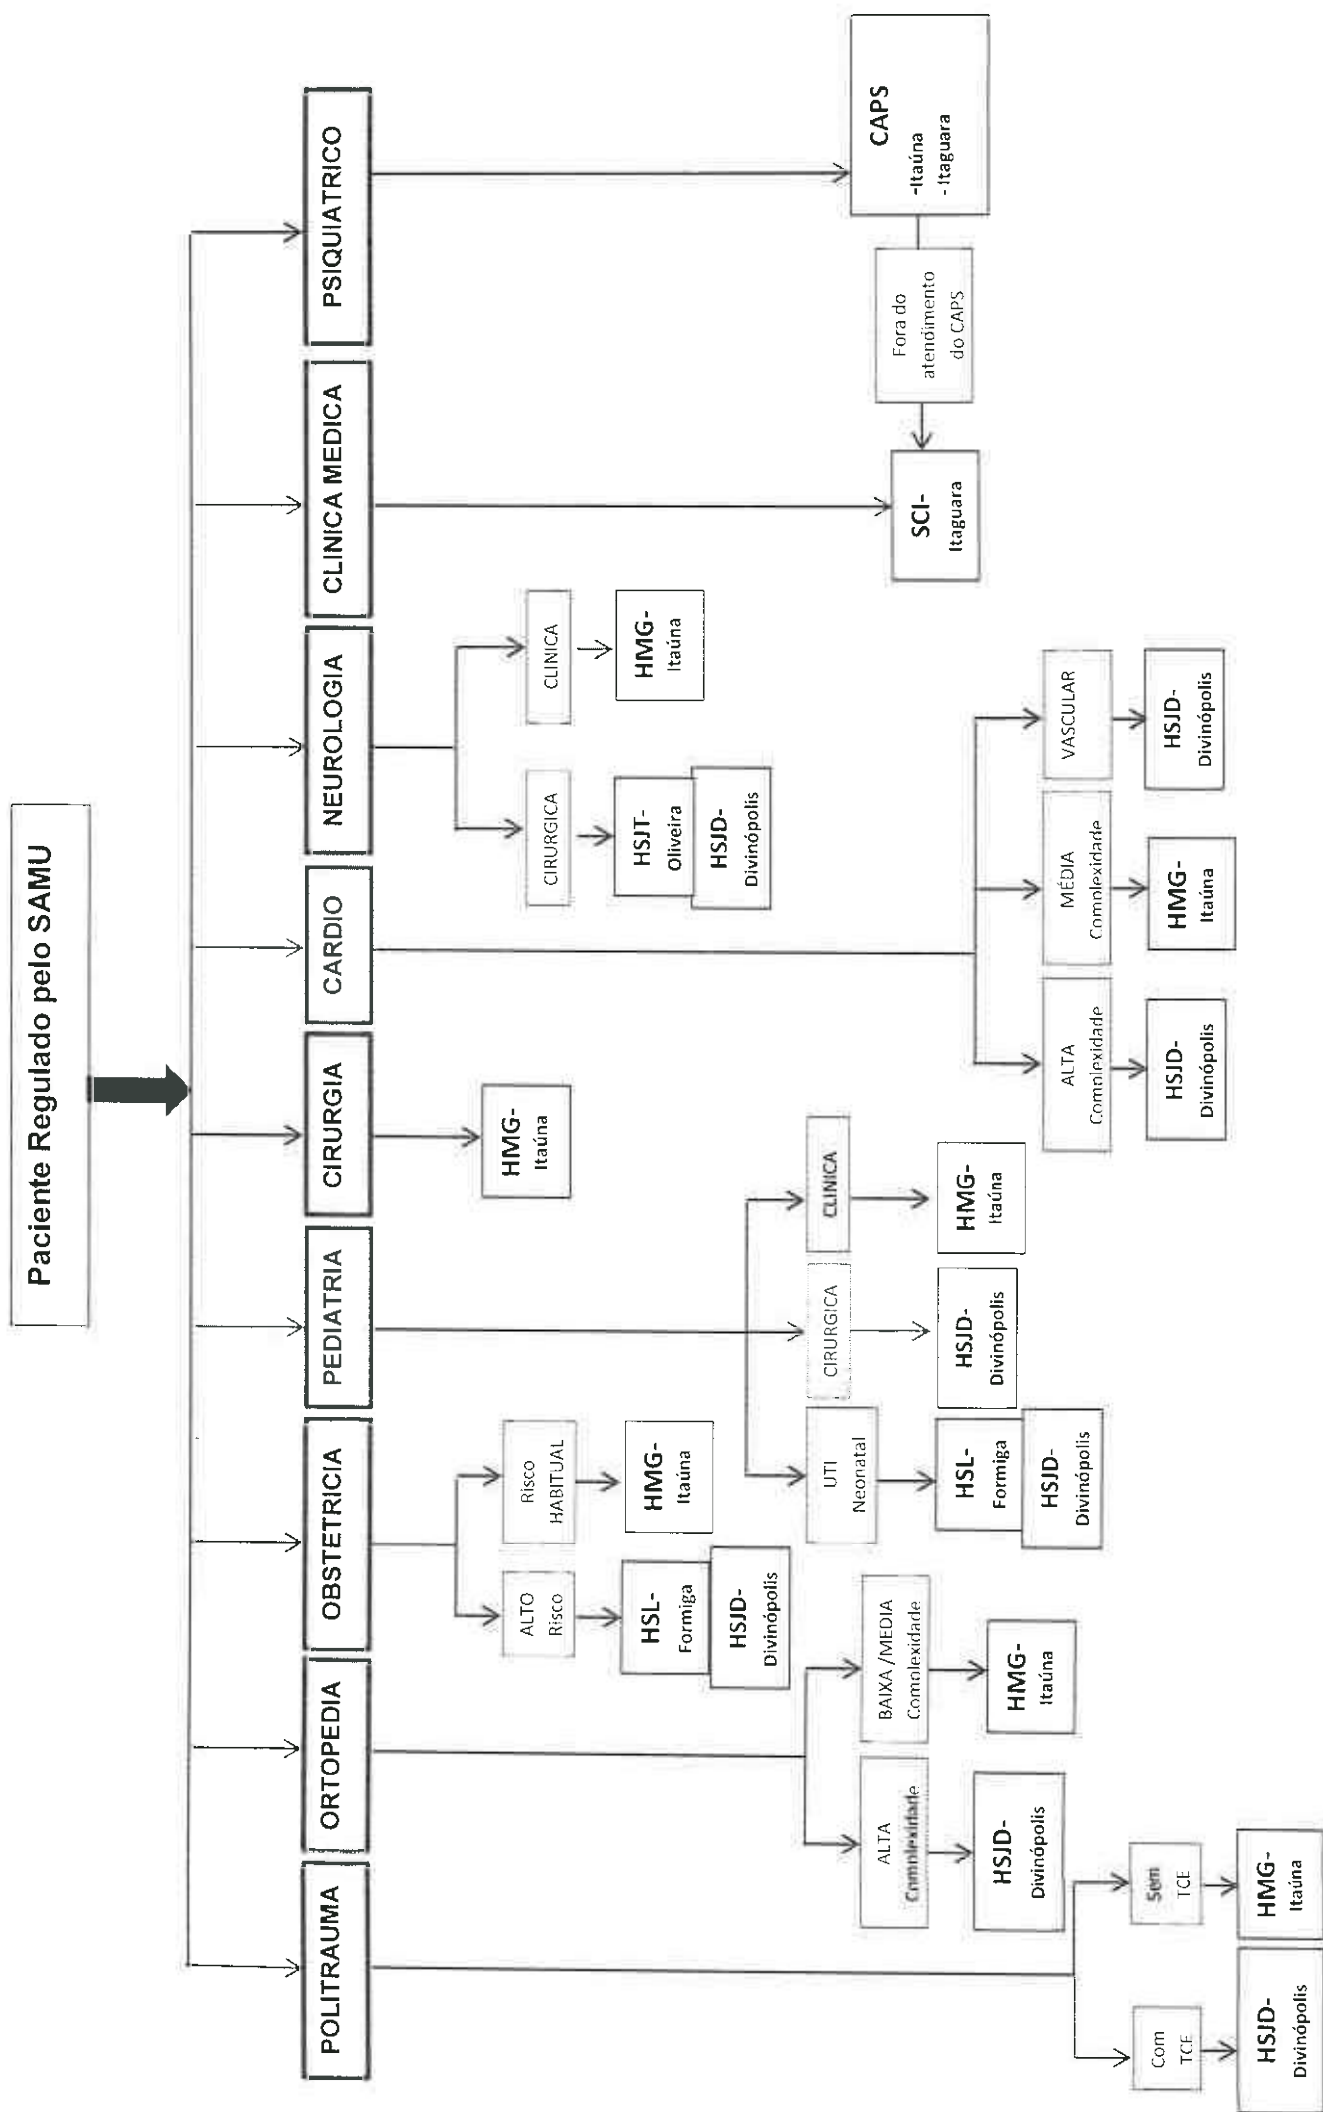 Paciente Regulado pelo SAMU
POLITRAUMA
ORTOPEDIA
OBSTETRICIA
PEDIATRIA
CIRURGIA
CARDIO
NEUROLOGIA
CLINICA MEDICA
PSIQUIATRICO
Com
TCE
HSJD-
Divinópolis
Sem
TCE
HMG-
Itaúna
ALTA
Complexidade
HSJD-
Divinópolis
BAIXA /MEDIA
Complexidade
HMG-
Itaúna
ALTO
Risco
HSL-
Formiga
HSJD-
Divinópolis
Risco
HABITUAL
HMG-
Itaúna
UTI
Neonatal
HSL-
Formiga
HSJD-
Divinópolis
CIRURGICA
HSJD-
Divinópolis
CLINICA
HMG-
Itaúna
HMG-
Itaúna
ALTA
Complexidade
HSJD-
Divinópolis
MÉDIA
Complexidade
HMG-
Itaúna
VASCULAR
HSJD-
Divinópolis
CIRURGICA
HSJT-
Oliveira
HSJD-
Divinópolis
CLINICA
HMG-
Itaúna
SCI-
Itaguara
Fora do
atendimento
do CAPS
CAPS
-Itaúna
- Itaguara